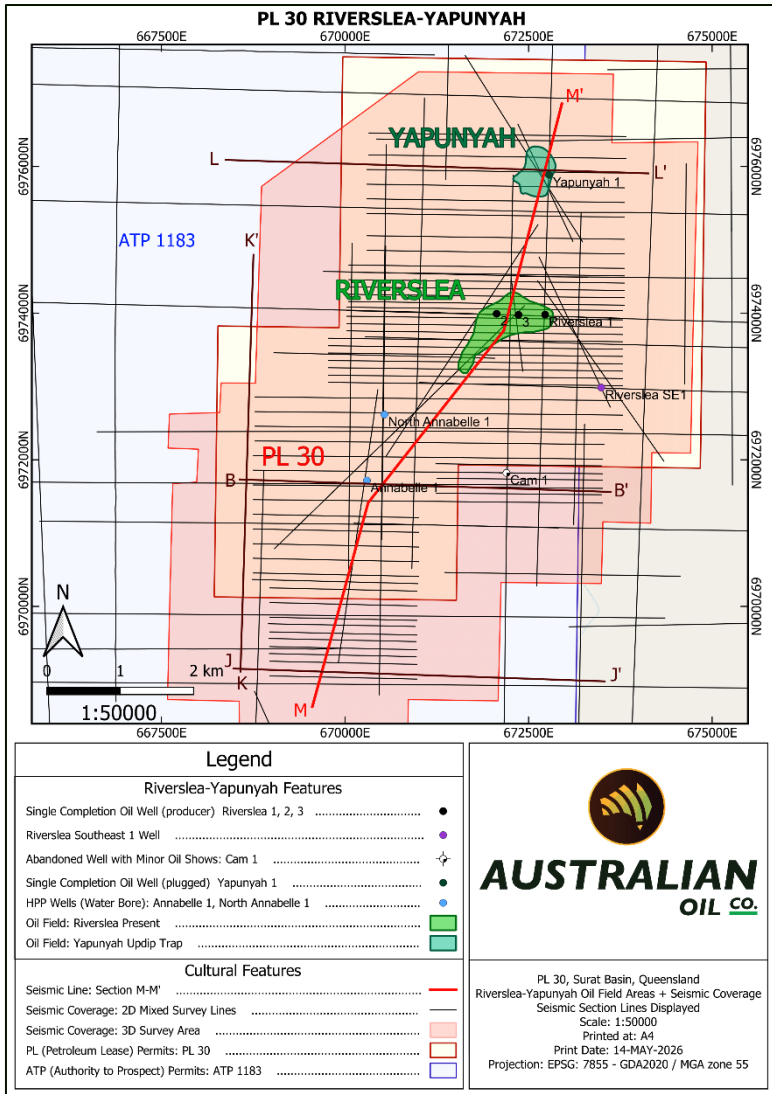 PL 30 RIVERSLEA-YAPUNYAH
667500E 670000E 672500E 675000E
6976000N 6976000N
6974000N 6974000N
6972000N 6972000N
6970000N 6970000N
M'
YAPUNYAH
L L'
Yapunyah 1
ATP 1183
K'
RIVERSLEA
2 3 Riverslea 1
Riverslea SE1
North Annabelle 1
PL 30
B Annabelle 1 Cam 1 B'
N
J J'
K
M
0 1 2 km
1:50000
667500E 670000E 672500E 675000E
Legend
Riverslea-Yapunyah Features
Single Completion Oil Well (producer) Riverslea 1, 2, 3
Riverslea Southeast 1 Well
Abandoned Well with Minor Oil Shows: Cam 1
Single Completion Oil Well (plugged) Yapunyah 1
HPP Wells (Water Bore): Annabelle 1, North Annabelle 1
Oil Field: Riverslea Present
Oil Field: Yapunyah Updip Trap
Cultural Features
Seismic Line: Section M-M'
Seismic Coverage: 2D Mixed Survey Lines
Seismic Coverage: 3D Survey Area
PL (Petroleum Lease) Permits: PL 30
ATP (Authority to Prospect) Permits: ATP 1183
AUSTRALIAN
OIL CO.
PL 30, Surat Basin, Queensland
Riverslea-Yapunyah Oil Field Areas + Seismic Coverage
Seismic Section Lines Displayed
Scale: 1:50000
Printed at: A4
Print Date: 14-MAY-2026
Projection: EPSG: 7855 - GDA2020 / MGA zone 55